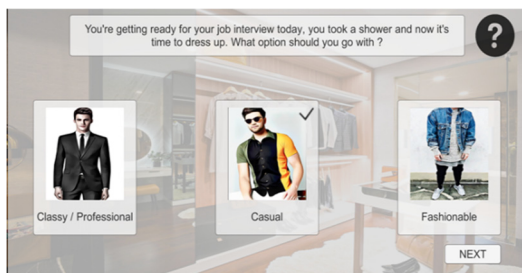 You're getting ready for your job interview today, you took a shower and now it's
time to dress up. What option should you go with ?
?
Classy / Professional
Casual
Fashionable
NEXT